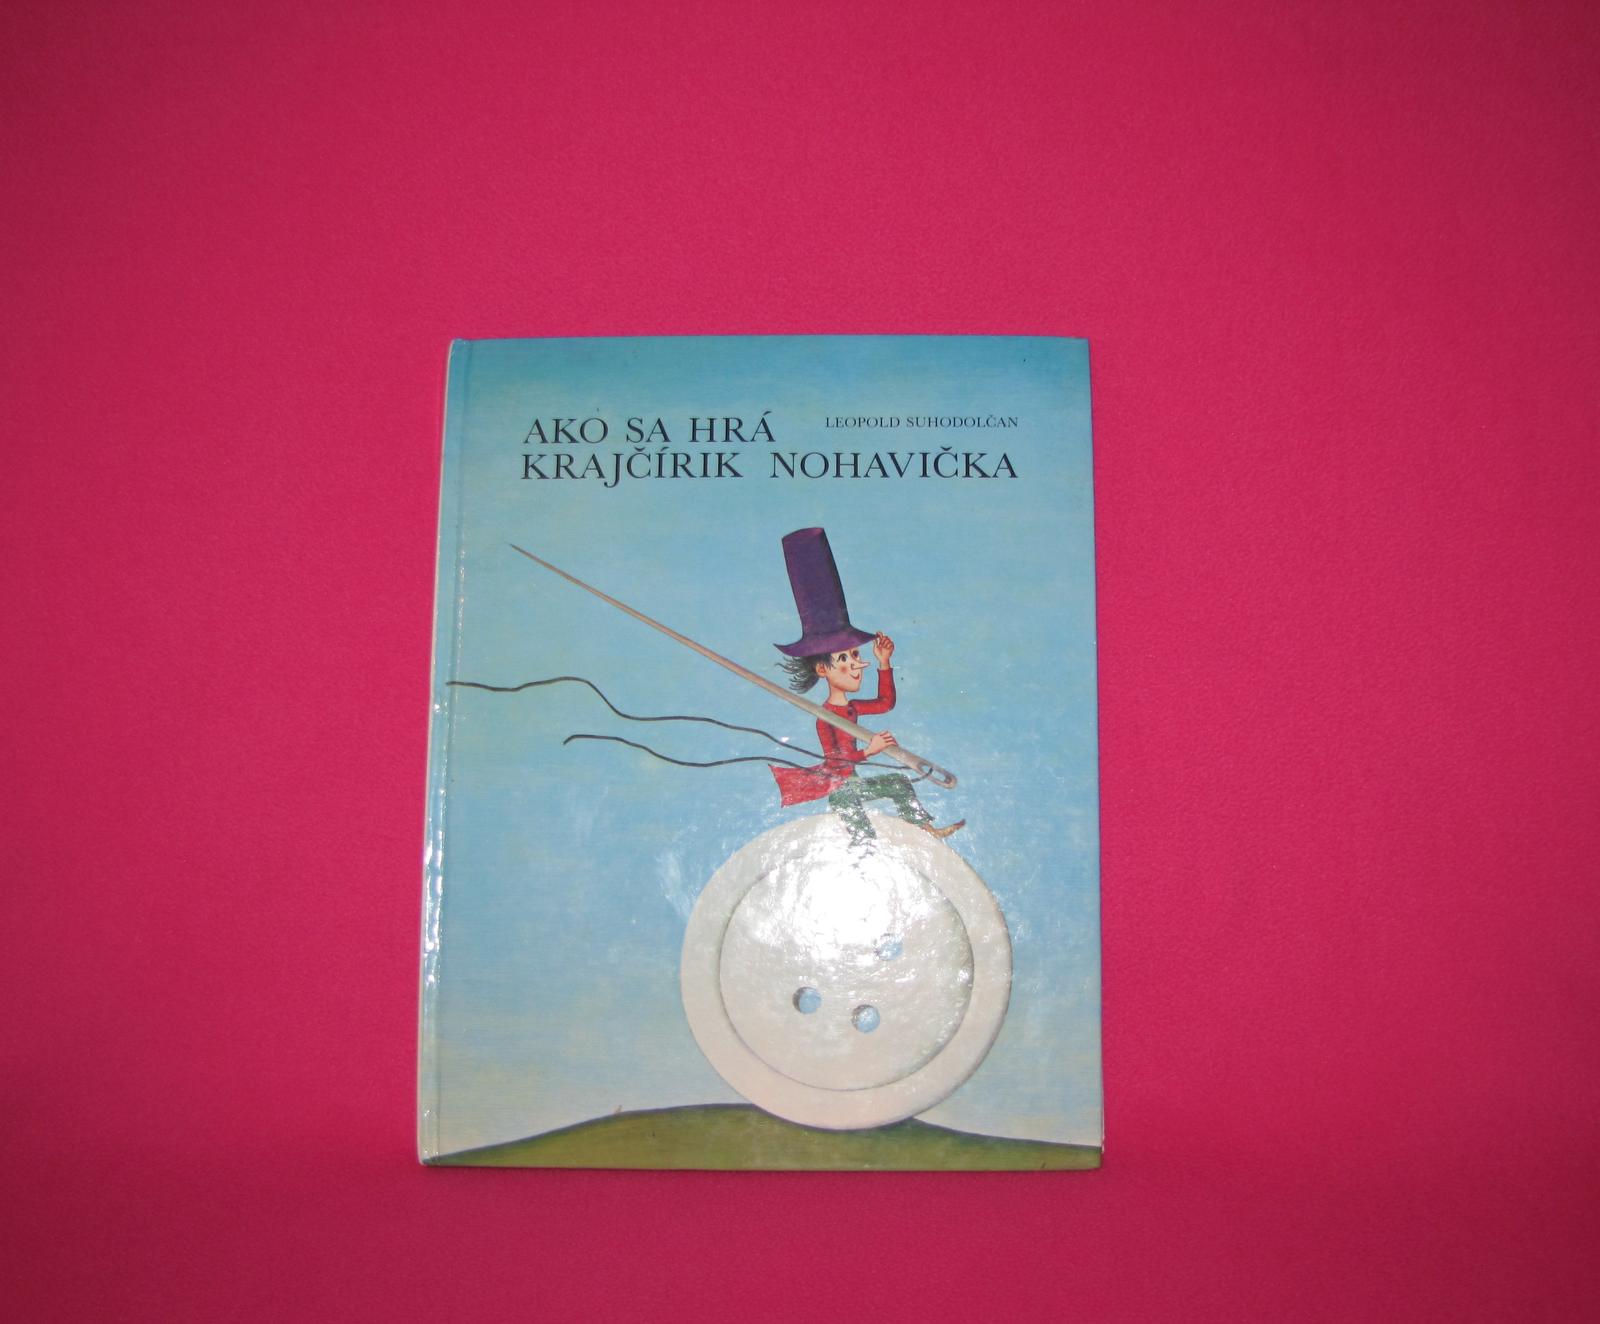 AKO SA HRÁ
LEOPOLD SUHODOLČAN
KRAJČÍRIK NOHAVIČKA